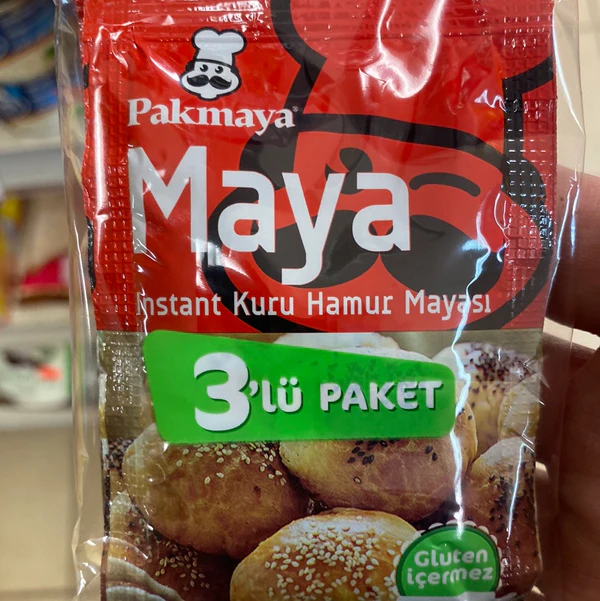 Pakmaya
Maya
Instant Kuru Hamur Mayası
3'lü PAKET
Gluten
içermez